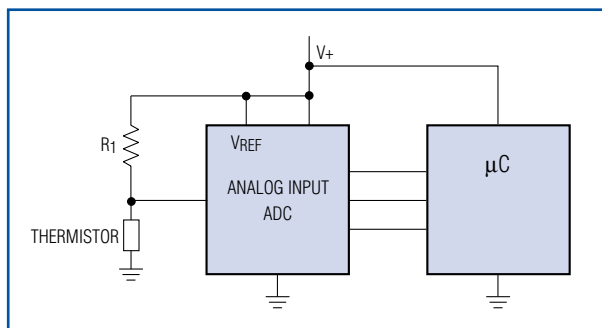 V+
R1
VREF
ANALOG INPUT
ADC
μC
THERMISTOR